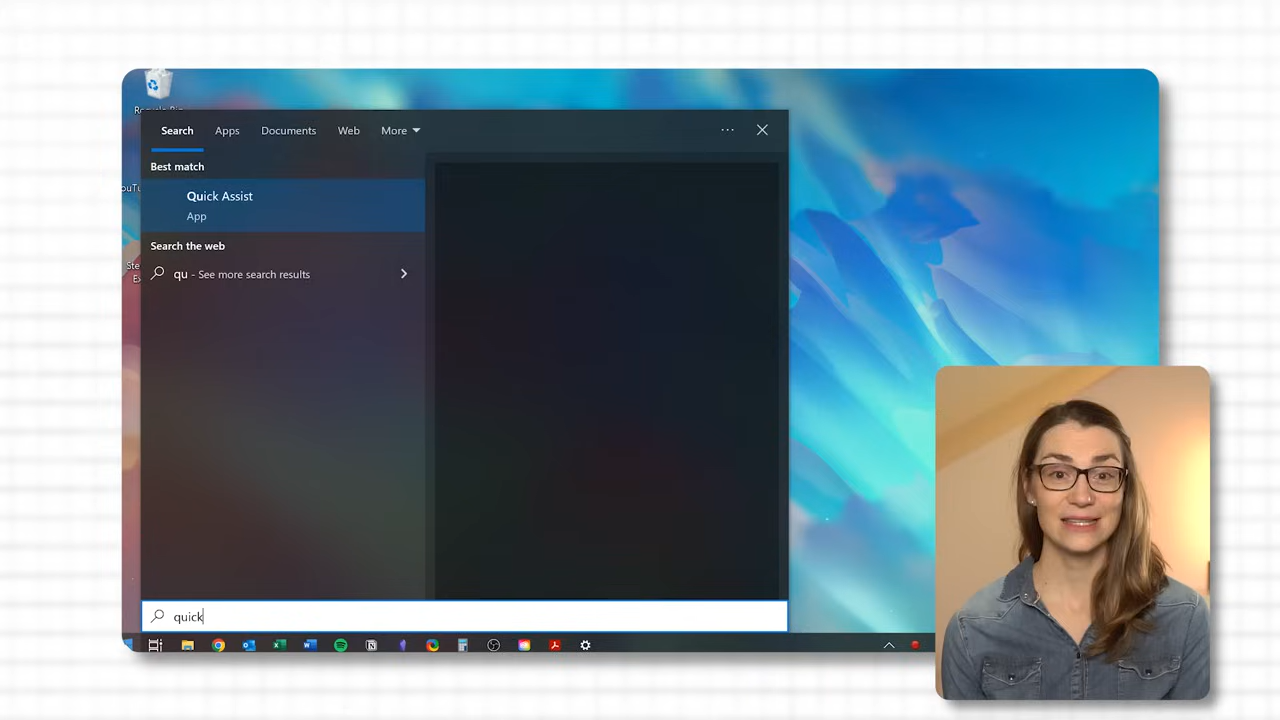 Search Apps Documents Web More
Best match
Quick Assist
App
Search the web
qu - See more search results
quick